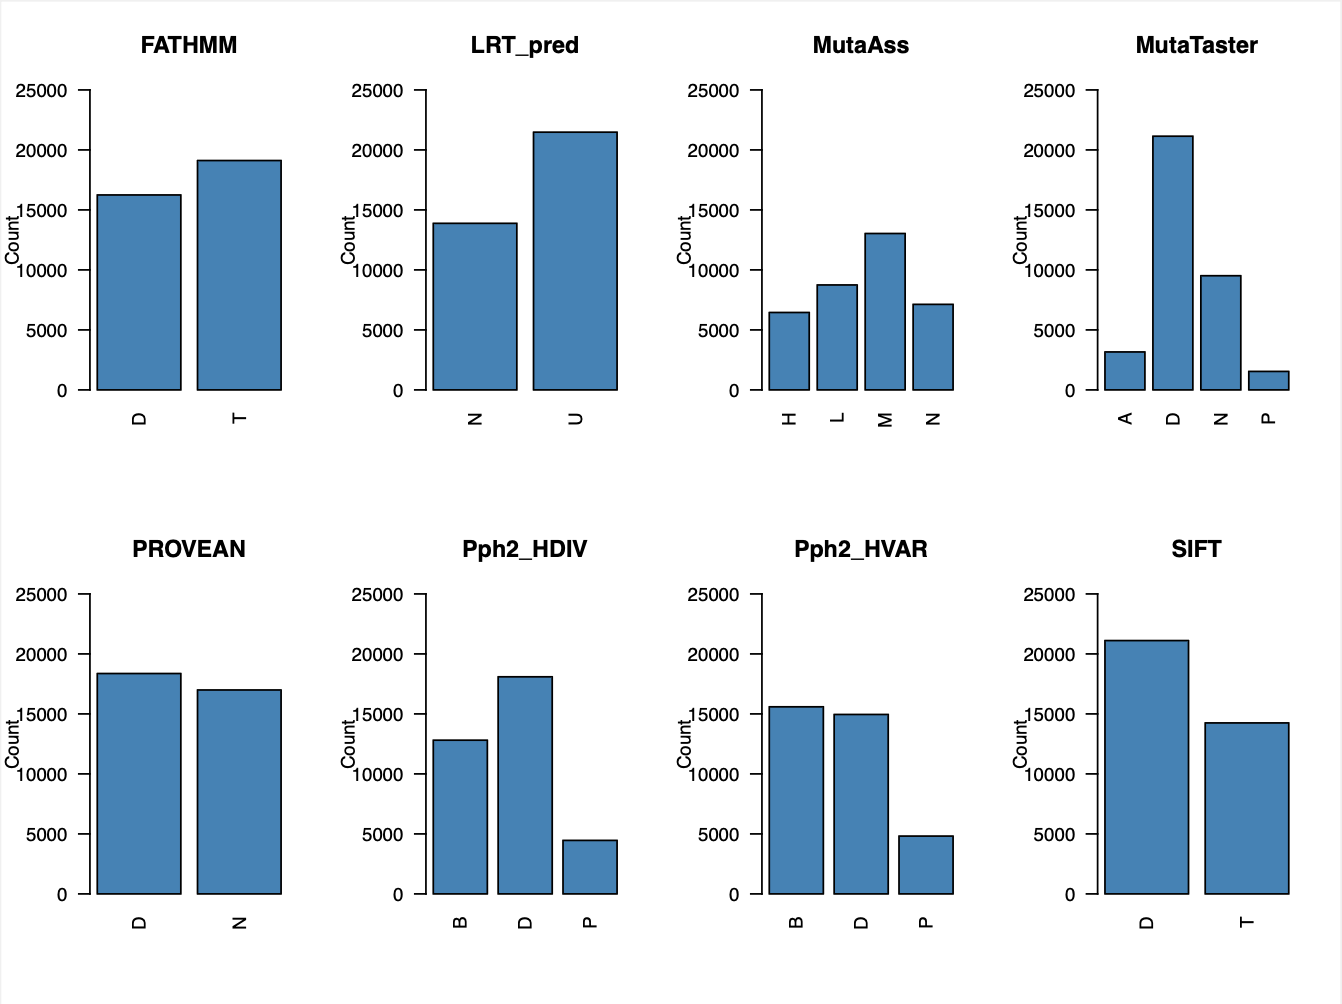 FATHMM
LRT_pred
MutaAss
MutaTaster
25000
20000
15000
10000
5000
0
Count
D
T
25000
20000
15000
10000
5000
0
Count
N
U
25000
20000
15000
10000
5000
0
Count
H
L
M
N
25000
20000
15000
10000
5000
0
Count
A
D
N
P
PROVEAN
Pph2_HDIV
Pph2_HVAR
SIFT
25000
20000
15000
10000
5000
0
Count
D
N
25000
20000
15000
10000
5000
0
Count
B
D
P
25000
20000
15000
10000
5000
0
Count
B
D
P
25000
20000
15000
10000
5000
0
Count
D
T